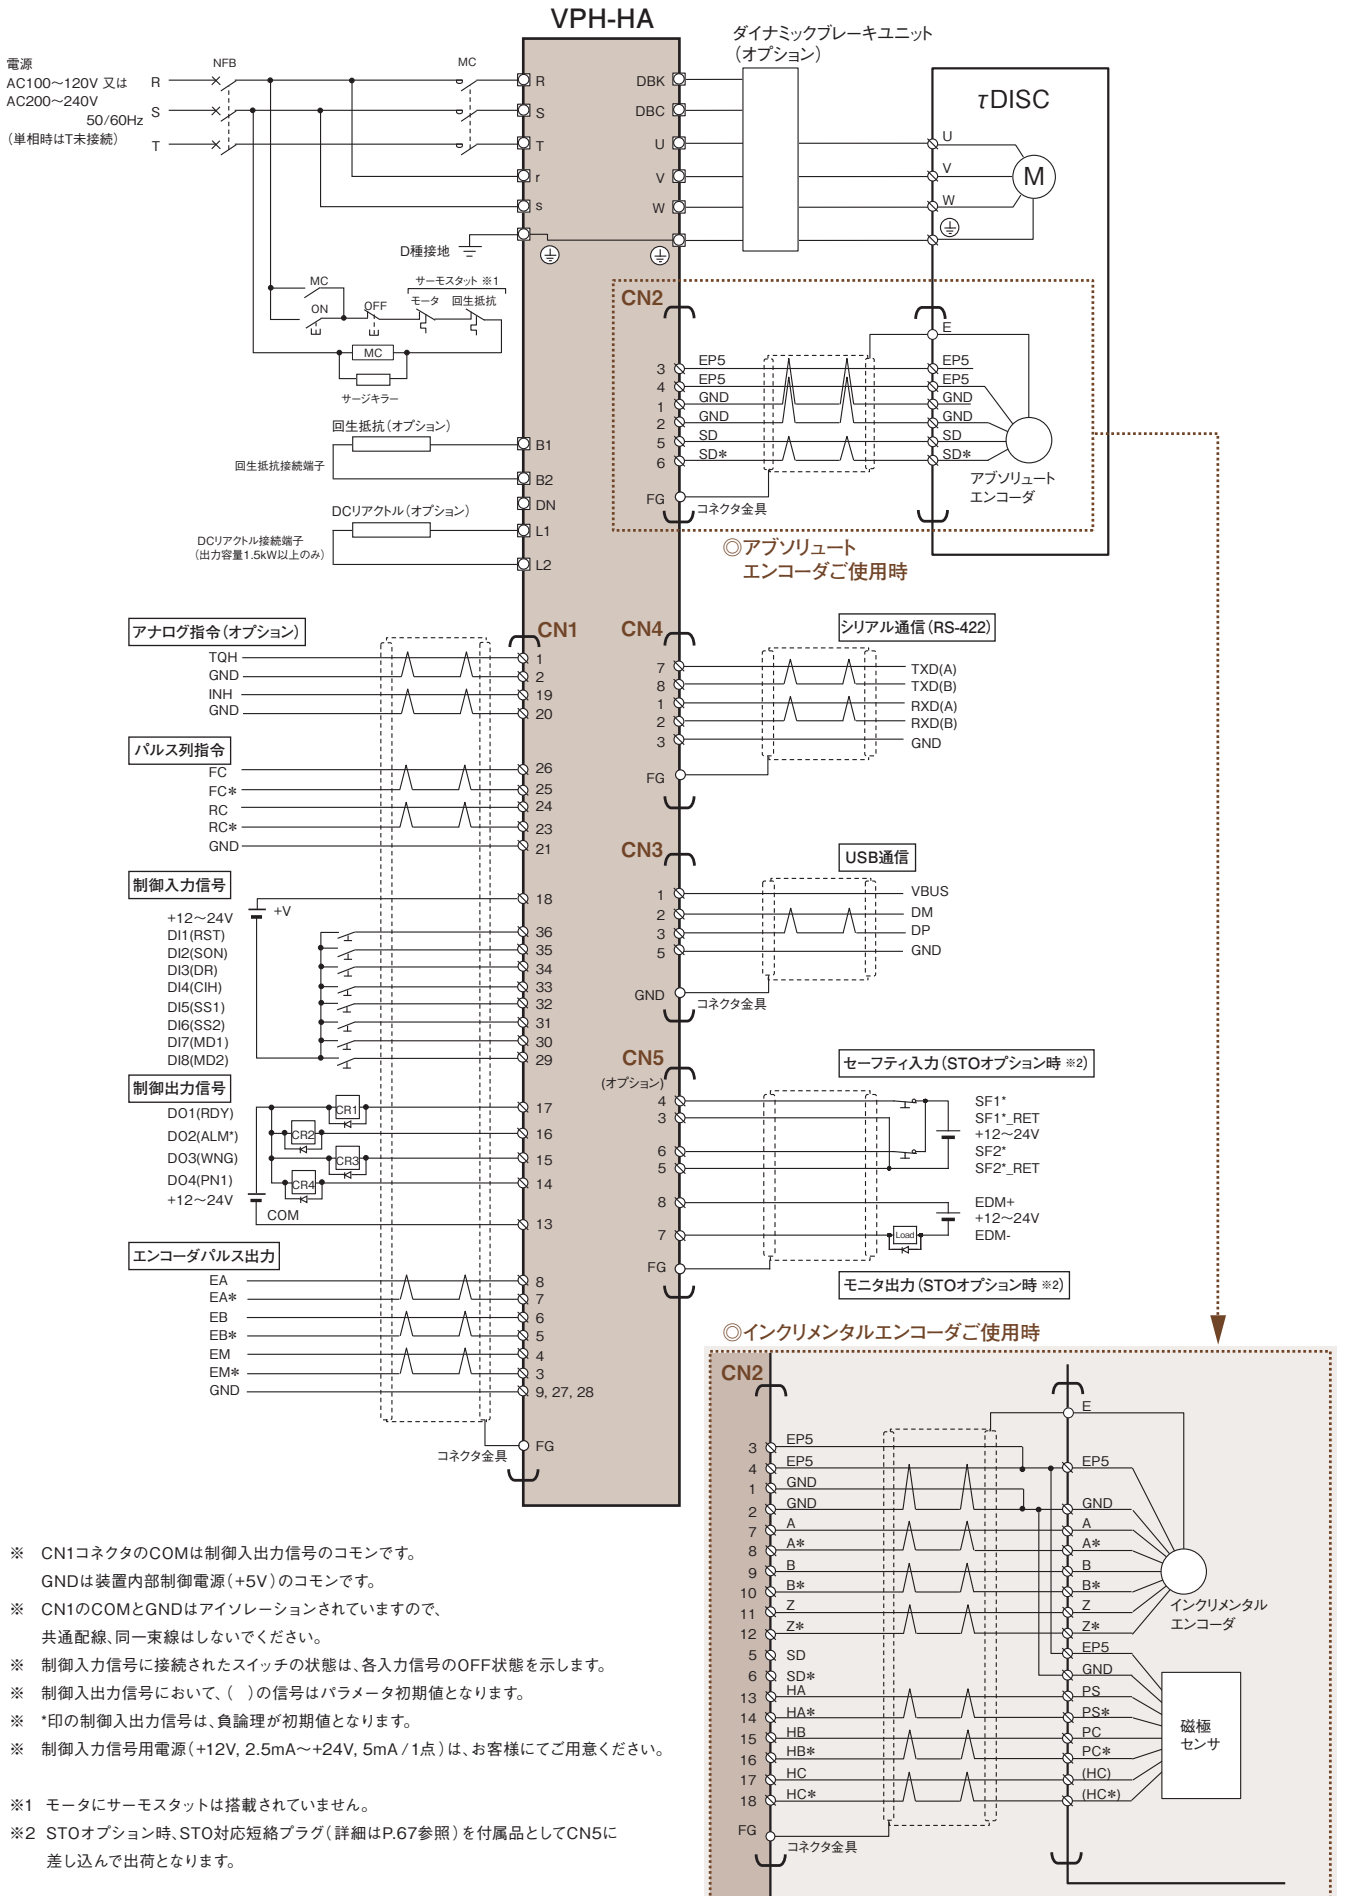 VPH-HA
電源
AC100～120V 又は
AC200～240V
50/60Hz
（単相時はT未接続）
R
S
T
NFB
MC
R
S
T
r
s
D種接地
MC
ON
OFF
サーモスタット ※1
モータ
回生抵抗
MC
サージキラー
回生抵抗（オプション）
回生抵抗接続端子
B1
B2
DN
DCリアクトル（オプション）
DCリアクトル接続端子
（出力容量1.5kW以上のみ）
L1
L2
DBK
DBC
U
V
W
ダイナミックブレーキユニット
（オプション）
τDISC
U
V
W
M
CN2
3 EP5
4 EP5
1 GND
2 GND
5 SD
6 SD＊
FG
コネクタ金具
E
EP5
EP5
GND
GND
SD
SD＊
アブソリュート
エンコーダ
◎アブソリュート
エンコーダご使用時
CN1
アナログ指令（オプション）
TQH 1
GND 2
INH 19
GND 20
パルス列指令
FC 26
FC＊ 25
RC 24
RC＊ 23
GND 21
制御入力信号
+V
18
+12～24V
DI1(RST) 36
DI2(SON) 35
DI3(DR) 34
DI4(CIH) 33
DI5(SS1) 32
DI6(SS2) 31
DI7(MD1) 30
DI8(MD2) 29
制御出力信号
DO1(RDY) CR1 17
DO2(ALM*) CR2 16
DO3(WNG) CR3 15
DO4(PN1) CR4 14
+12～24V
COM
13
エンコーダパルス出力
EA 8
EA＊ 7
EB 6
EB＊ 5
EM 4
EM＊ 3
GND 9, 27, 28
コネクタ金具
FG
CN4
シリアル通信（RS-422）
7 TXD(A)
8 TXD(B)
1 RXD(A)
2 RXD(B)
3 GND
FG
CN3
USB通信
1 VBUS
2 DM
3 DP
5 GND
GND
コネクタ金具
CN5
(オプション)
セーフティ入力（STOオプション時 ※2）
4 SF1*
3 SF1*_RET
+12～24V
6 SF2*
5 SF2*_RET
8 EDM+
+12～24V
7 Load EDM-
FG
モニタ出力（STOオプション時 ※2）
◎インクリメンタルエンコーダご使用時
CN2
E
3 EP5
4 EP5 EP5
1 GND
2 GND GND
7 A A
8 A＊ A＊
9 B B
10 B＊ B＊
11 Z Z
12 Z＊ Z＊
5 SD EP5
6 SD＊ GND
13 HA PS
14 HA＊ PS＊
15 HB PC
16 HB＊ PC＊
17 HC (HC)
18 HC＊ (HC＊)
FG
コネクタ金具
インクリメンタル
エンコーダ
磁極
センサ
※ CN1コネクタのCOMは制御入出力信号のコモンです。
GNDは装置内部制御電源（+5V）のコモンです。
※ CN1のCOMとGNDはアイソレーションされていますので、
共通配線、同一束線はしないでください。
※ 制御入力信号に接続されたスイッチの状態は、各入力信号のOFF状態を示します。
※ 制御入出力信号において、（ ）の信号はパラメータ初期値となります。
※ *印の制御入出力信号は、負論理が初期値となります。
※ 制御入力信号用電源（+12V, 2.5mA～+24V, 5mA / 1点）は、お客様にてご用意ください。
※1 モータにサーモスタットは搭載されていません。
※2 STOオプション時、STO対応短絡プラグ（詳細はP.67参照）を付属品としてCN5に
差し込んで出荷となります。